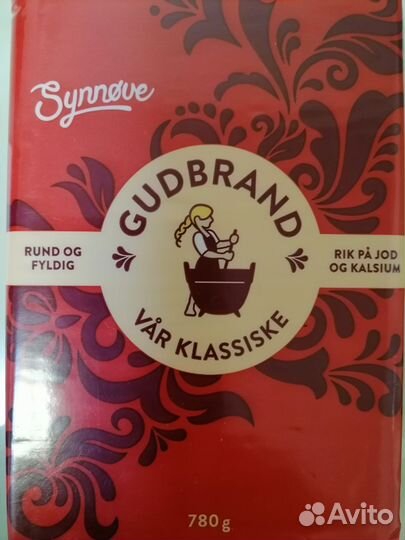 Synnøve
GUDBRAND
RUND OG
FYLDIG
RIK PÅ JOD
OG KALSIUM
VÅR KLASSISKE
780 g
Avito